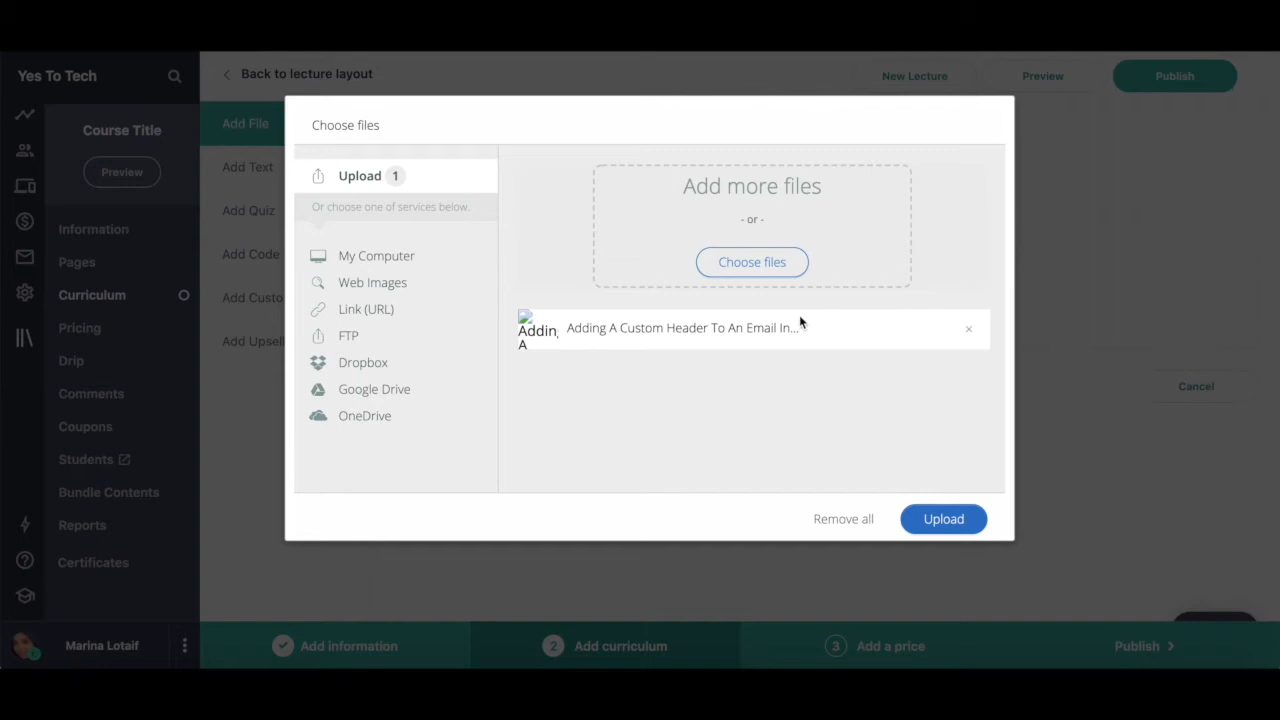 Yes To Tech
Back to lecture layout
New Lecture
Preview
Publish
Course Title
Preview
Information
Pages
Curriculum
Pricing
Drip
Comments
Coupons
Students
Bundle Contents
Reports
Certificates
Marina Lotaif
Add File
Add Text
Add Quiz
Add Code
Add Custo
Add Upsell
Choose files
Upload 1
Or choose one of services below.
My Computer
Web Images
Link (URL)
FTP
Dropbox
Google Drive
OneDrive
Add more files
- or -
Choose files
Adding
A
Adding A Custom Header To An Email In...
×
Remove all
Upload
Cancel
Add information
2 Add curriculum
3 Add a price
Publish